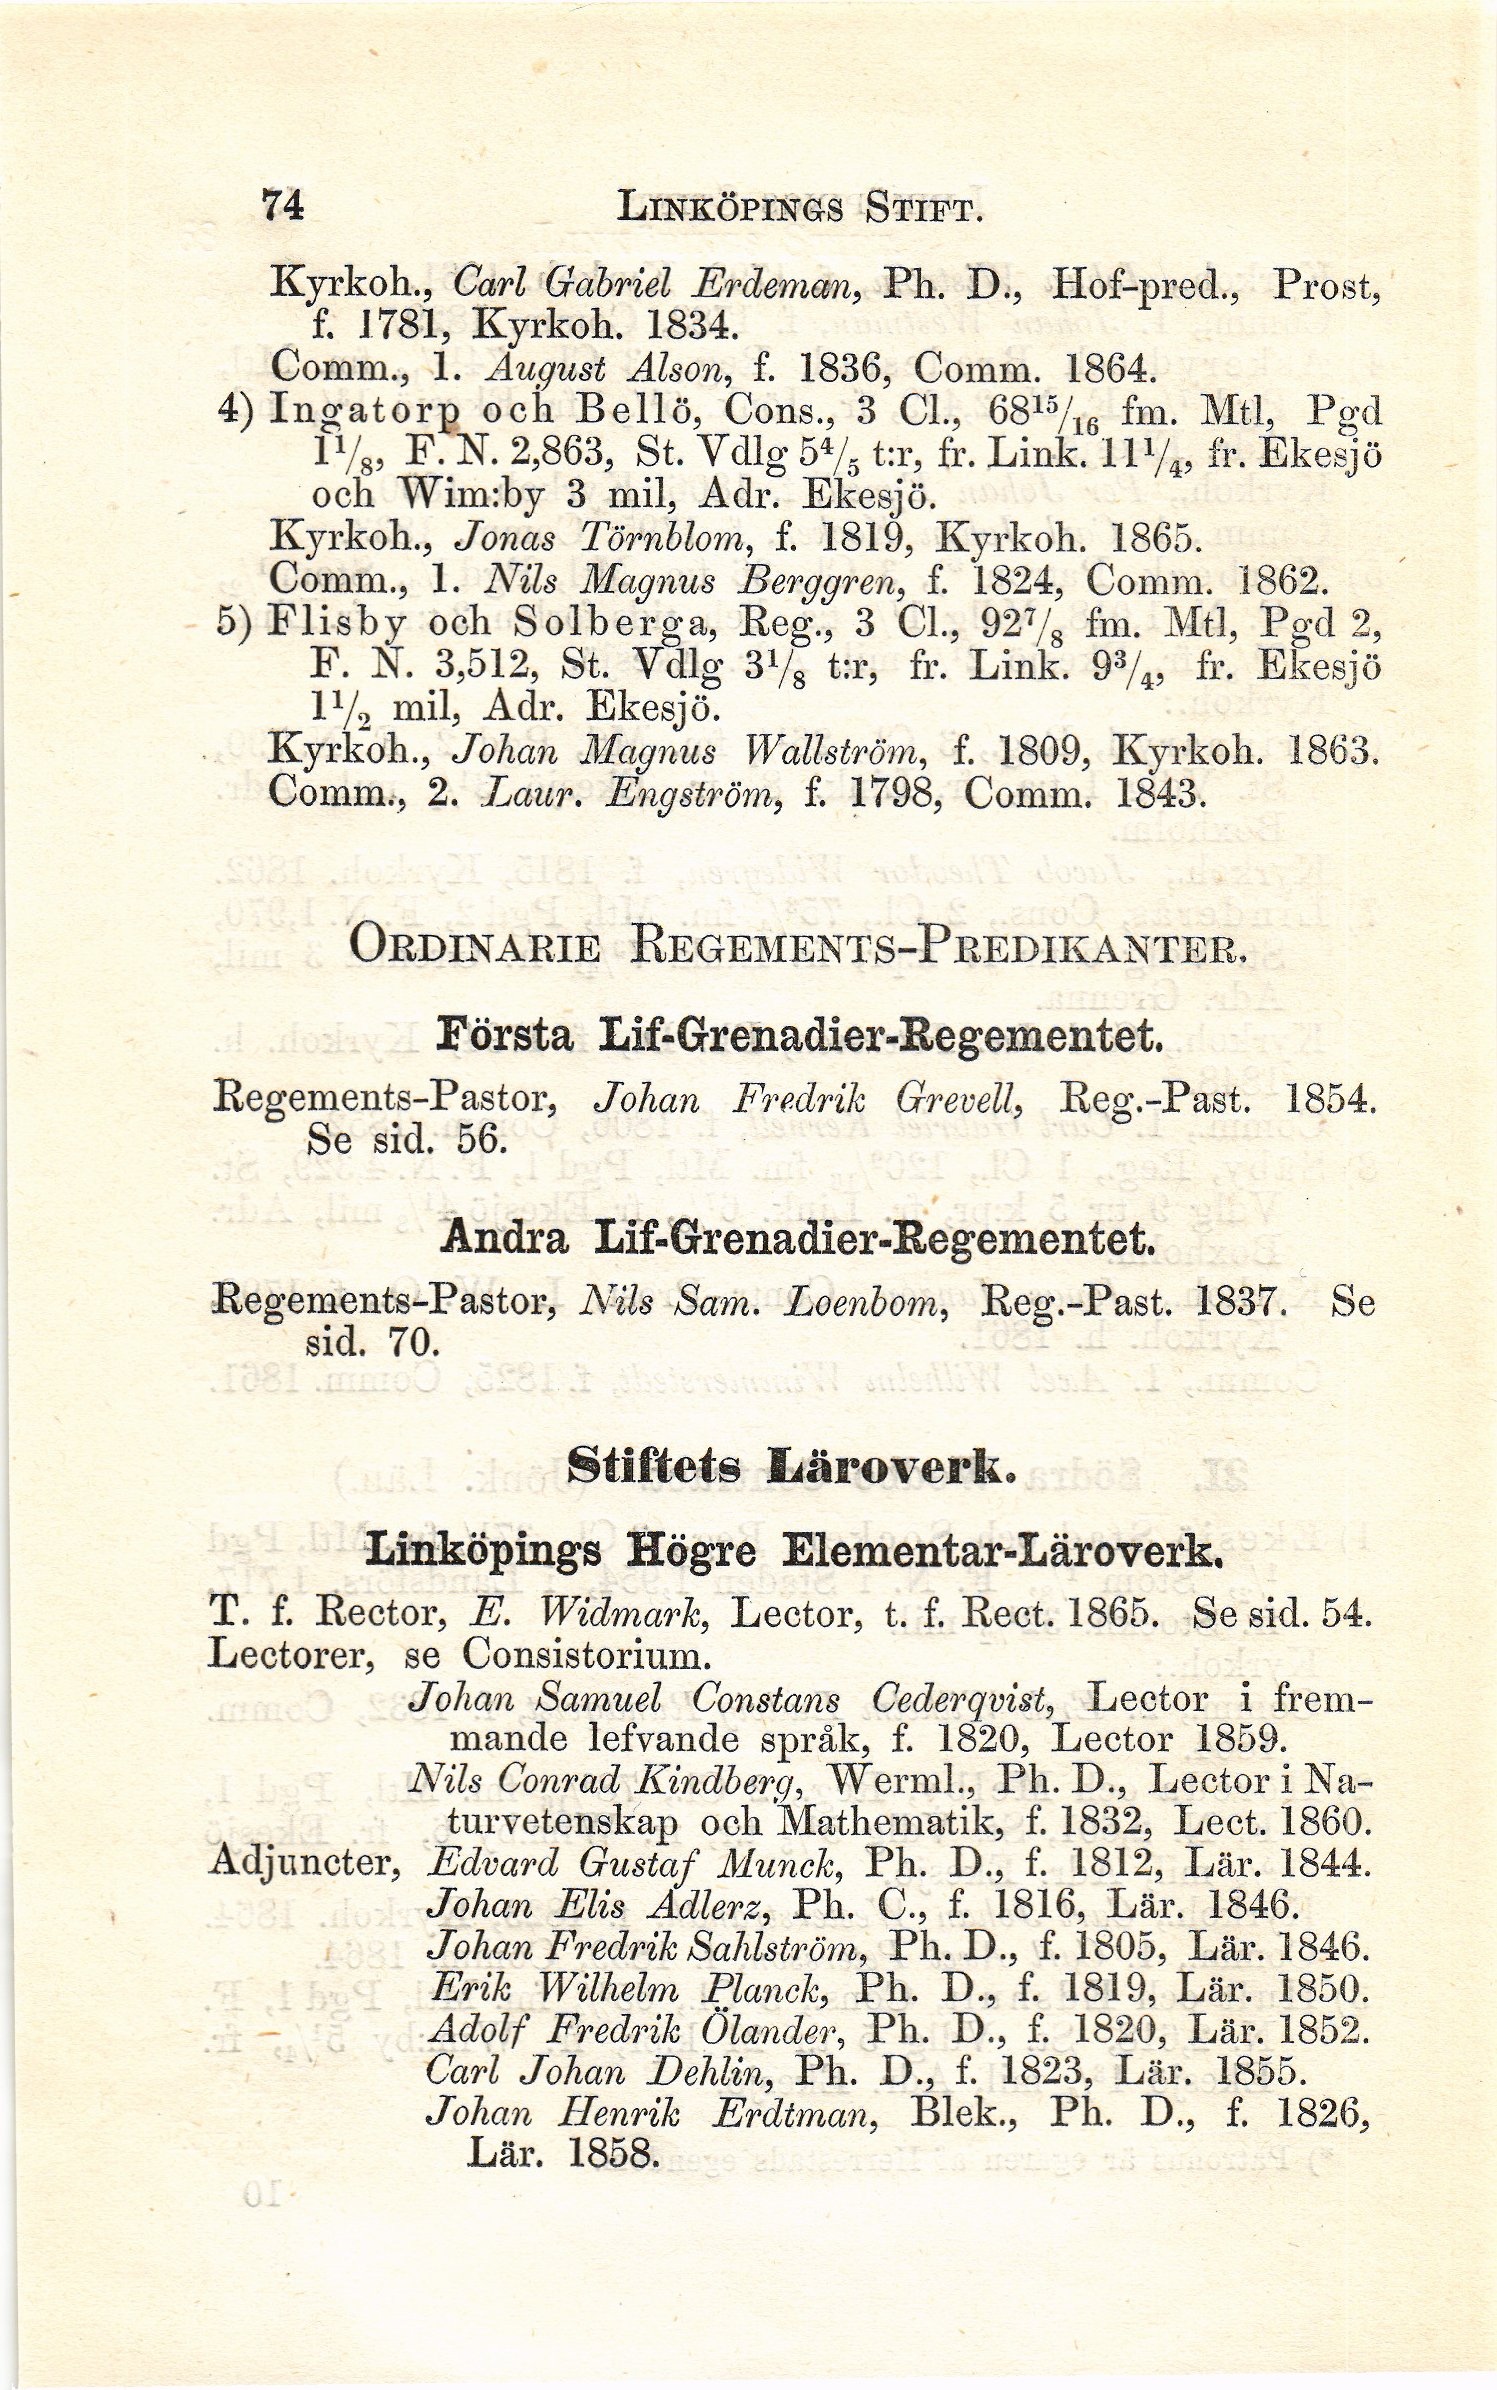 74 LINKÖPINGS STIFT.
Kyrkoh., Carl Gabriel Erdeman, Ph. D., Hof-pred., Prost,
f. 1781, Kyrkoh. 1834.
Comm., 1. August Alson, f. 1836, Comm. 1864.
4) Ingatorp och Bellö, Cons., 3 Cl., 68¹⁵/₁₆ fm. Mtl, Pgd
1¹/₈, F. N. 2,863, St. Vdlg 5⁴/₅ t:r, fr. Link. 11¹/₄, fr. Ekesjö
och Wim:by 3 mil, Adr. Ekesjö.
Kyrkoh., Jonas Törnblom, f. 1819, Kyrkoh. 1865.
Comm., 1. Nils Magnus Berggren, f. 1824, Comm. 1862.
5) Flisby och Solberga, Reg., 3 Cl., 92⁷/₈ fm. Mtl, Pgd 2,
F. N. 3,512, St. Vdlg 3¹/₈ t:r, fr. Link. 9³/₄, fr. Ekesjö
1¹/₂ mil, Adr. Ekesjö.
Kyrkoh., Johan Magnus Wallström, f. 1809, Kyrkoh. 1863.
Comm., 2. Laur. Engström, f. 1798, Comm. 1843.
ORDINARIE REGEMENTS-PREDIKANTER.
Första Lif-Grenadier-Regementet.
Regements-Pastor, Johan Fredrik Grevell, Reg.-Past. 1854.
Se sid. 56.
Andra Lif-Grenadier-Regementet.
Regements-Pastor, Nils Sam. Loenbom, Reg.-Past. 1837. Se
sid. 70.
Stiftets Läroverk.
Linköpings Högre Elementar-Läroverk.
T. f. Rector, E. Widmark, Lector, t. f. Rect. 1865. Se sid. 54.
Lectorer, se Consistorium.
Johan Samuel Constans Cederqvist, Lector i frem-
mande lefvande språk, f. 1820, Lector 1859.
Nils Conrad Kindberg, Werml., Ph. D., Lector i Na-
turvetenskap och Mathematik, f. 1832, Lect. 1860.
Adjuncter, Edvard Gustaf Munck, Ph. D., f. 1812, Lär. 1844.
Johan Elis Adlerz, Ph. C., f. 1816, Lär. 1846.
Johan Fredrik Sahlström, Ph. D., f. 1805, Lär. 1846.
Erik Wilhelm Planck, Ph. D., f. 1819, Lär. 1850.
Adolf Fredrik Ölander, Ph. D., f. 1820, Lär. 1852.
Carl Johan Dehlin, Ph. D., f. 1823, Lär. 1855.
Johan Henrik Erdtman, Blek., Ph. D., f. 1826,
Lär. 1858.